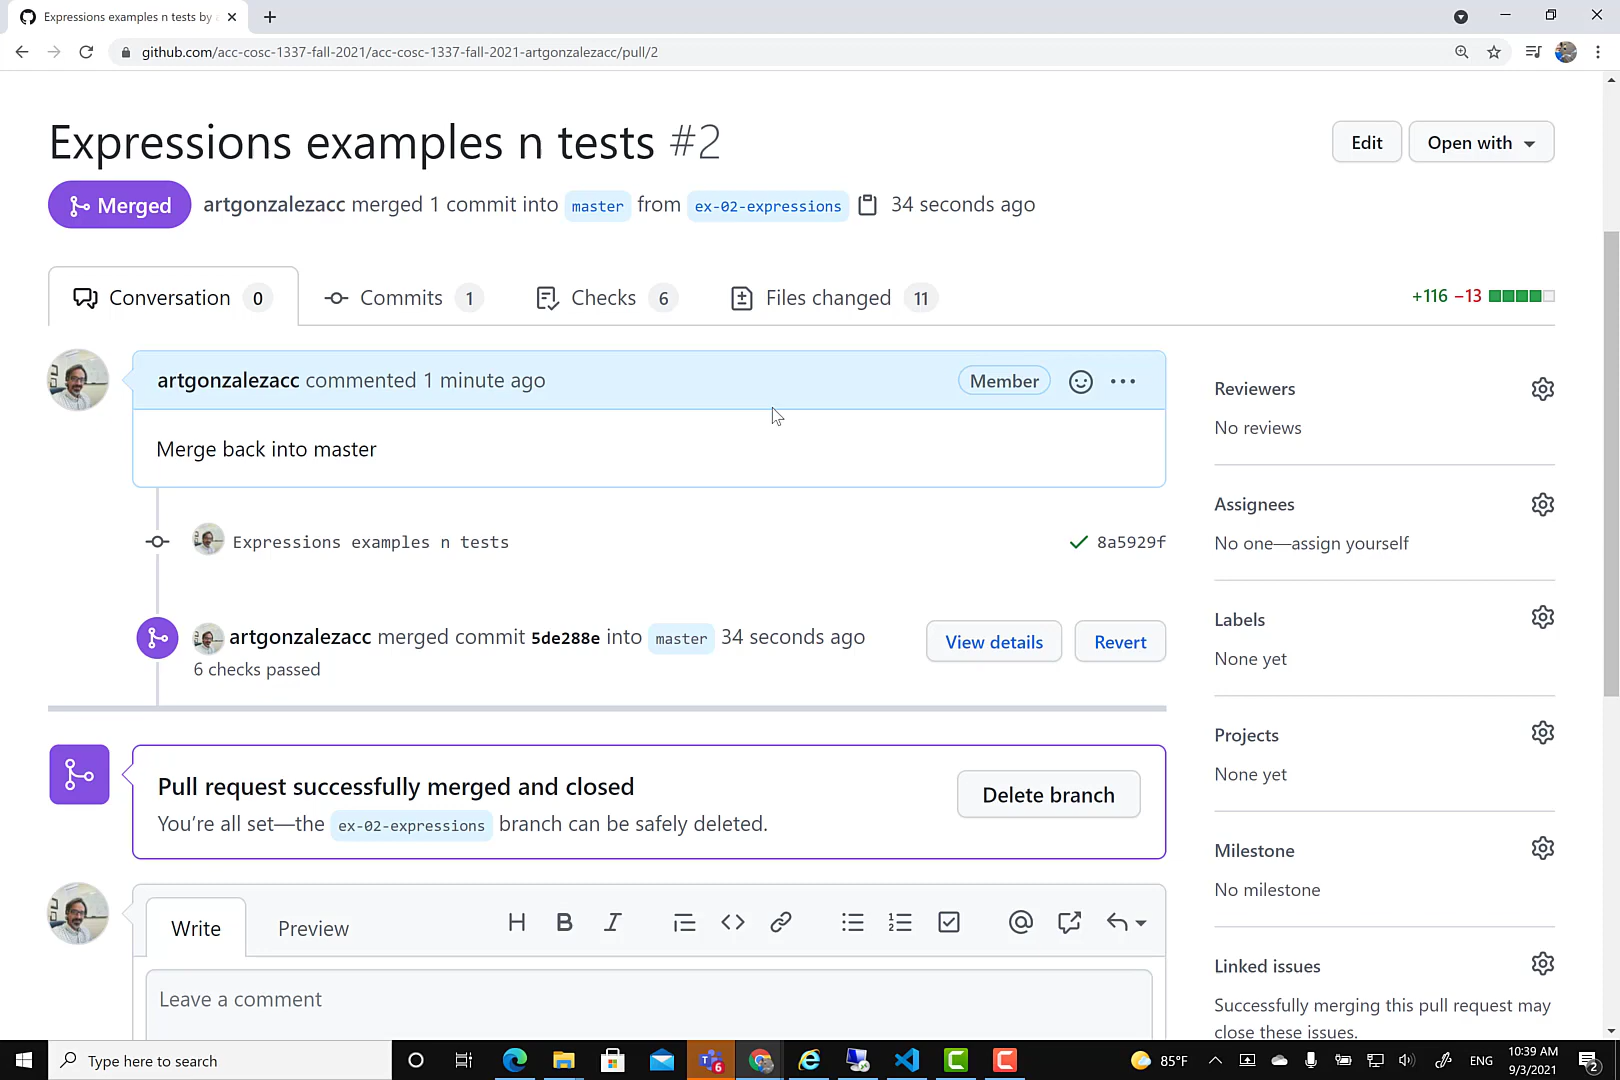 Expressions examples n tests by a
github.com/acc-cosc-1337-fall-2021/acc-cosc-1337-fall-2021-artgonzalezacc/pull/2
Expressions examples n tests #2
Edit
Open with
Merged
artgonzalezacc merged 1 commit into master from ex-02-expressions 34 seconds ago
Conversation 0
Commits 1
Checks 6
Files changed 11
+116 −13
artgonzalezacc commented 1 minute ago
Member
Merge back into master
Expressions examples n tests
8a5929f
artgonzalezacc merged commit 5de288e into master 34 seconds ago
6 checks passed
View details
Revert
Pull request successfully merged and closed
You’re all set—the ex-02-expressions branch can be safely deleted.
Delete branch
Write
Preview
Leave a comment
Reviewers
No reviews
Assignees
No one—assign yourself
Labels
None yet
Projects
None yet
Milestone
No milestone
Linked issues
Successfully merging this pull request may
close these issues.
Type here to search
6
85°F
ENG
10:39 AM
9/3/2021
2